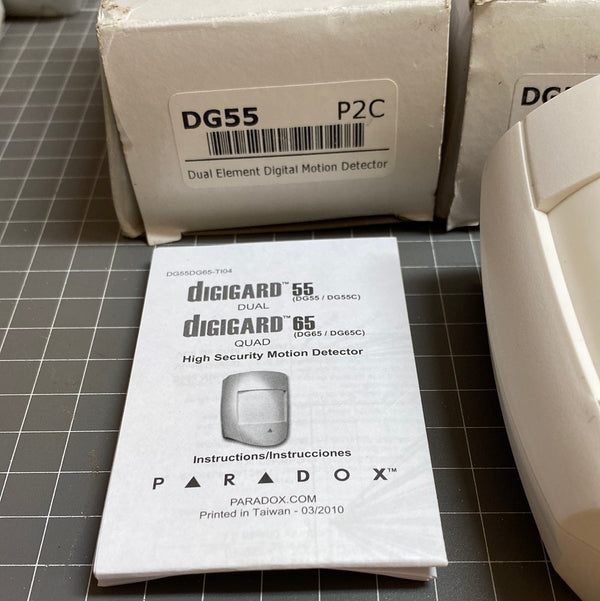 DG55 P2C
Dual Element Digital Motion Detector
DG
DG55DG65-TI04
DIGIGARD™ 55
(DG55 / DG55C)
DUAL
DIGIGARD™ 65
(DG65 / DG65C)
QUAD
High Security Motion Detector
Instructions/Instrucciones
PARADOX™
PARADOX.COM
Printed in Taiwan - 03/2010